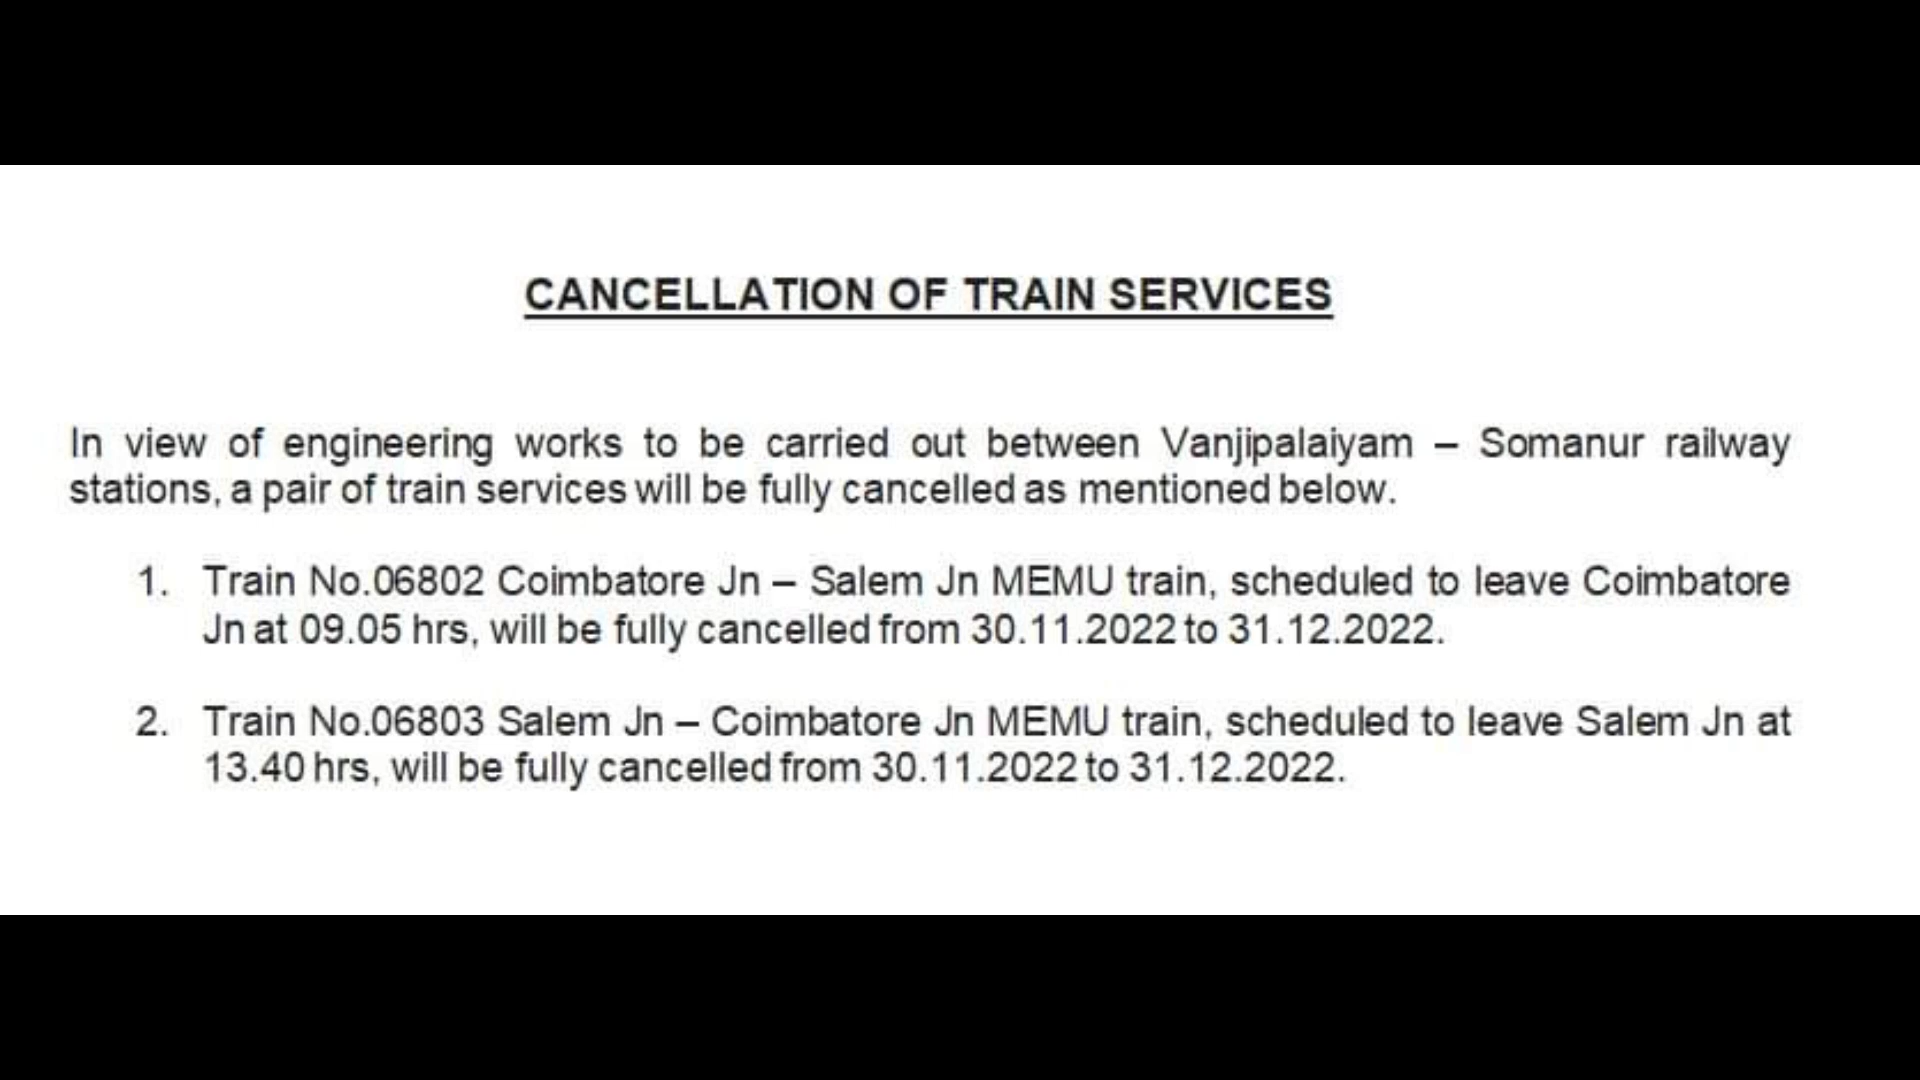 CANCELLATION OF TRAIN SERVICES
In view of engineering works to be carried out between Vanjipalaiyam – Somanur railway
stations, a pair of train services will be fully cancelled as mentioned below.
1. Train No.06802 Coimbatore Jn – Salem Jn MEMU train, scheduled to leave Coimbatore
Jn at 09.05 hrs, will be fully cancelled from 30.11.2022 to 31.12.2022.
2. Train No.06803 Salem Jn – Coimbatore Jn MEMU train, scheduled to leave Salem Jn at
13.40 hrs, will be fully cancelled from 30.11.2022 to 31.12.2022.